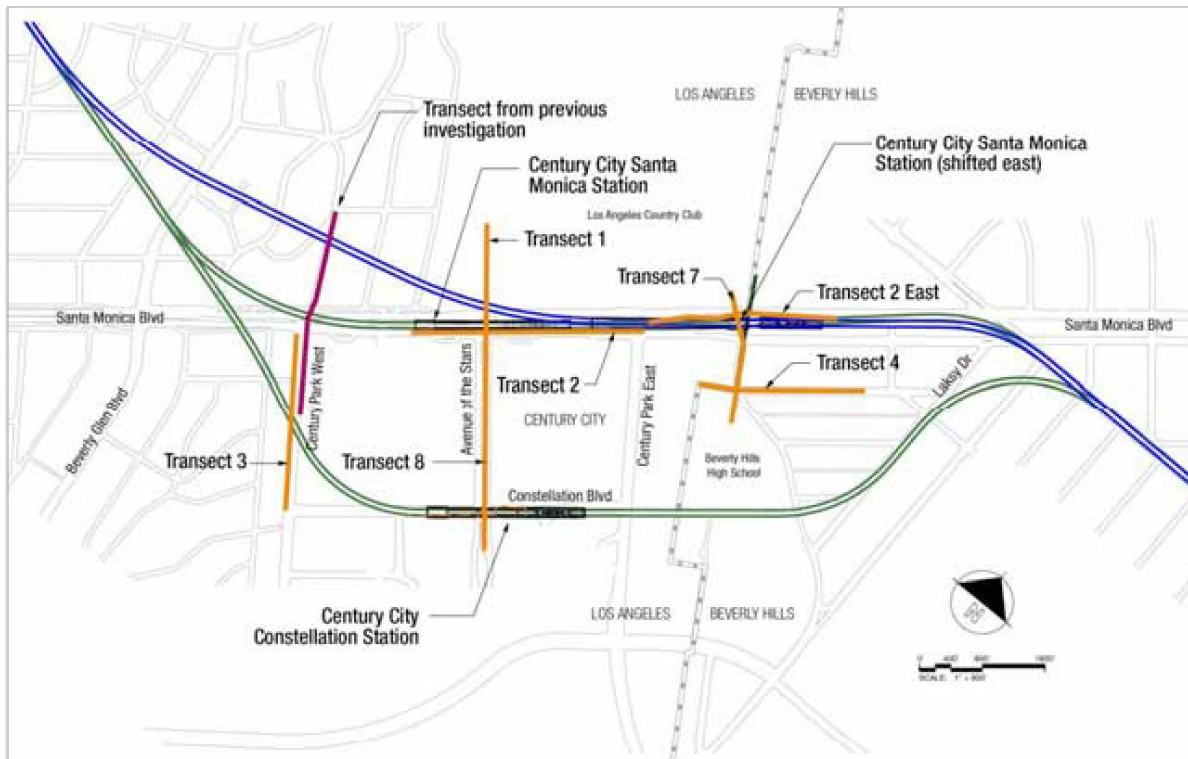 LOS ANGELES
BEVERLY HILLS
Transect from previous
investigation
Century City Santa
Monica Station
Century City Santa Monica
Station (shifted east)
Los Angeles Country Club
Transect 1
Transect 7
Transect 2 East
Santa Monica Blvd
Santa Monica Blvd
Century Park West
Avenue of the Stars
Transect 2
Century Park East
Transect 4
Laksy Dr
Beverly Glen Blvd
CENTURY CITY
Transect 3
Transect 8
Beverly Hills
High School
Constellation Blvd
Century City
Constellation Station
LOS ANGELES
BEVERLY HILLS
0'